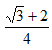 (√3 + 2)/4